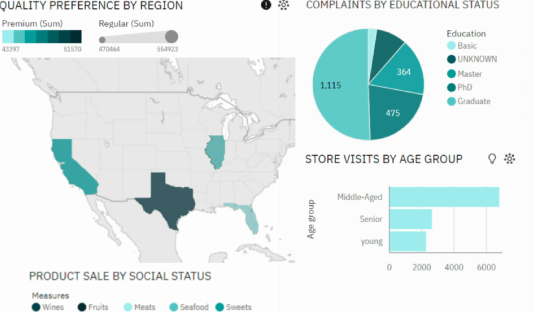 QUALITY PREFERENCE BY REGION
Premium (Sum)
43397 51570
Regular (Sum)
470464 554923
PRODUCT SALE BY SOCIAL STATUS
Measures
Wines Fruits Meats Seafood Sweets
COMPLAINTS BY EDUCATIONAL STATUS
1,115
364
475
Education
Basic
UNKNOWN
Master
PhD
Graduate
STORE VISITS BY AGE GROUP
Age group
Middle-Aged
Senior
young
0 2000 4000 6000